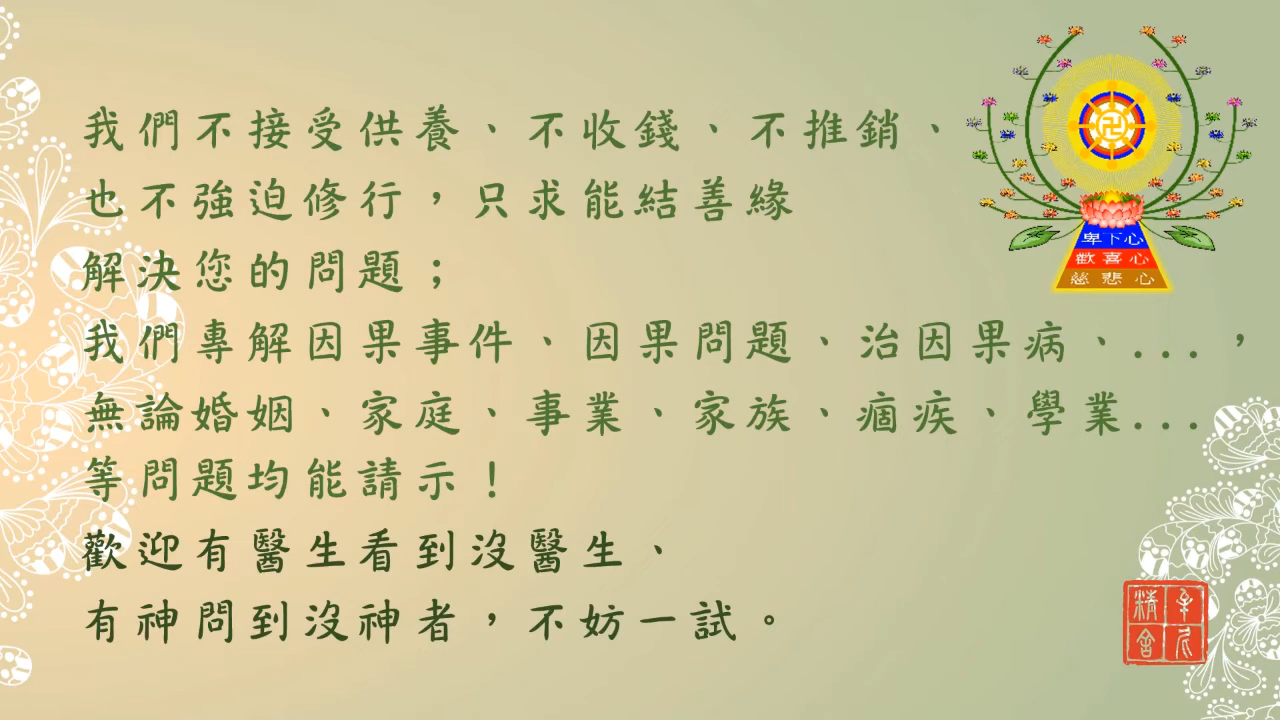 我們不接受供養、不收錢、不推銷、
也不強迫修行，只求能結善緣
解決您的問題；
我們專解因果事件、因果問題、治因果病、...，
無論婚姻、家庭、事業、家族、痼疾、學業...
等問題均能請示！
歡迎有醫生看到沒醫生、
有神問到沒神者，不妨一試。
卍
卑下心
歡喜心
慈悲心
精舍